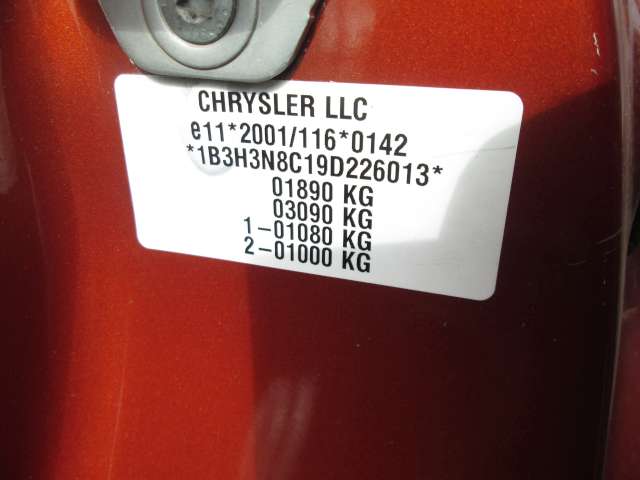 CHRYSLER LLC
e11*2001/116*0142
*1B3H3N8C19D226013*
01890 KG
03090 KG
1-01080 KG
2-01000 KG